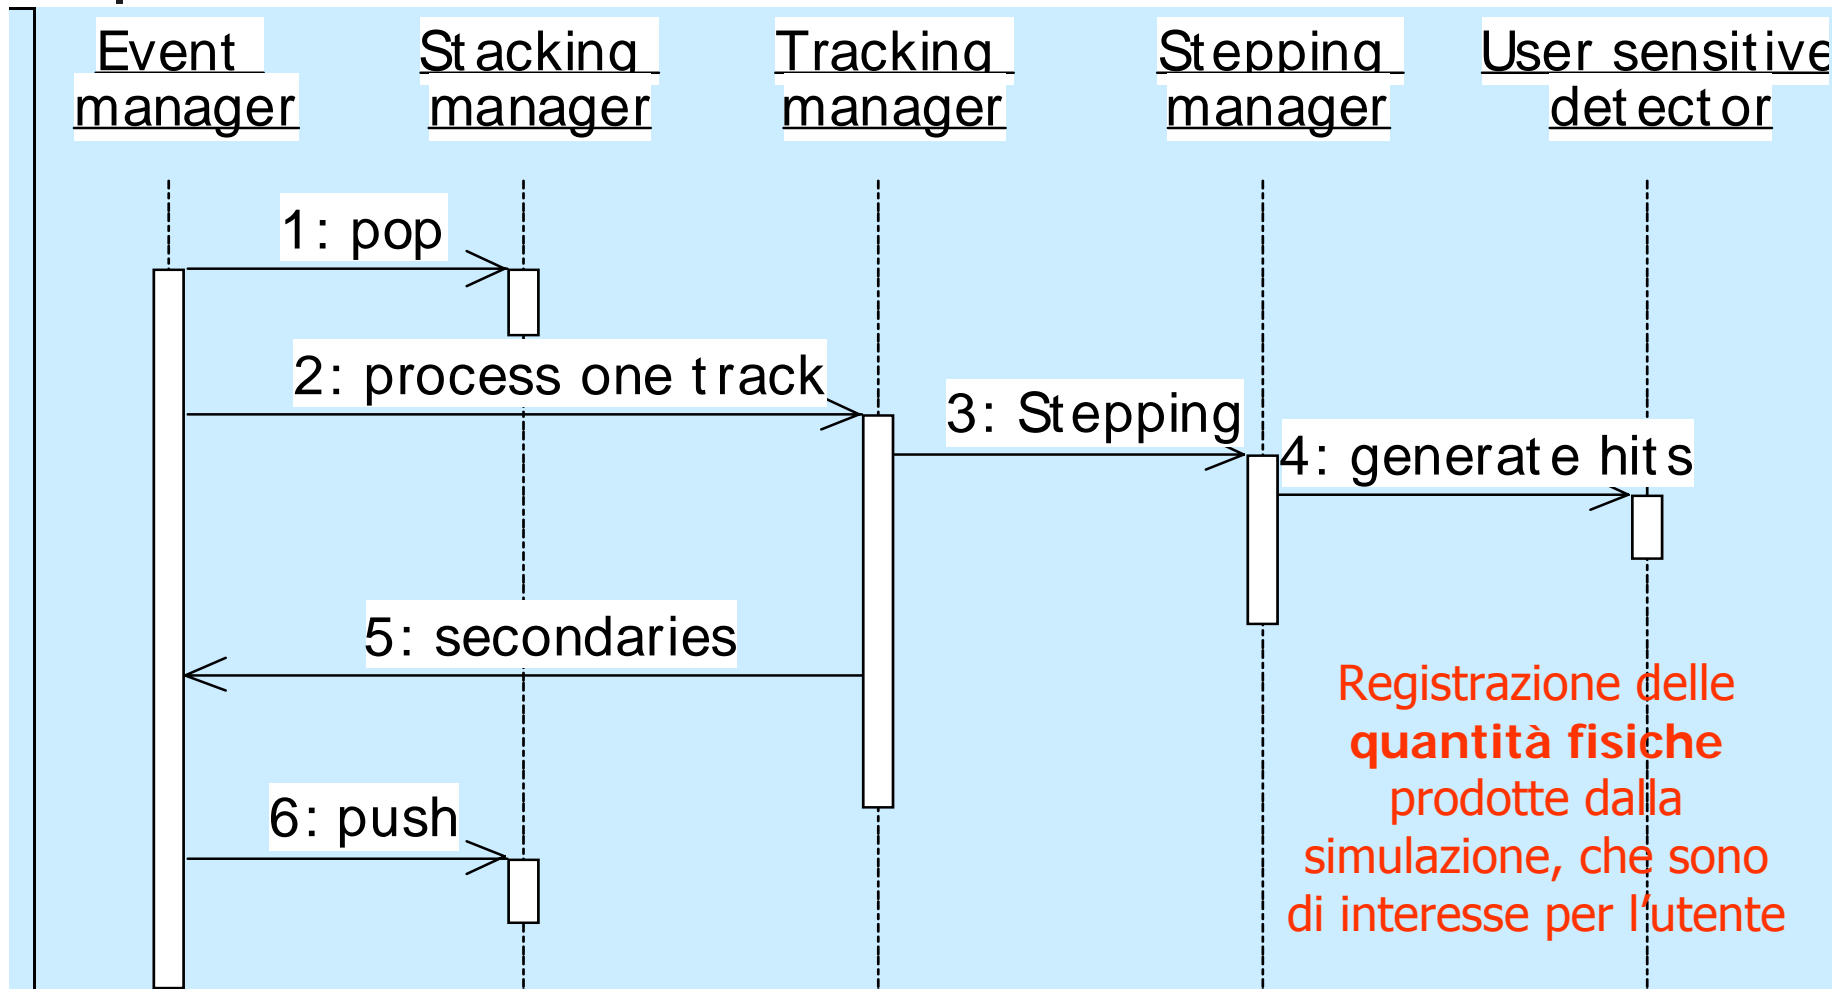 Event
manager
Stacking
manager
Tracking
manager
Stepping
manager
User sensitive
detector
1: pop
2: process one track
3: Stepping
4: generate hits
5: secondaries
6: push
Registrazione delle
quantità fisiche
prodotte dalla
simulazione, che sono
di interesse per l’utente